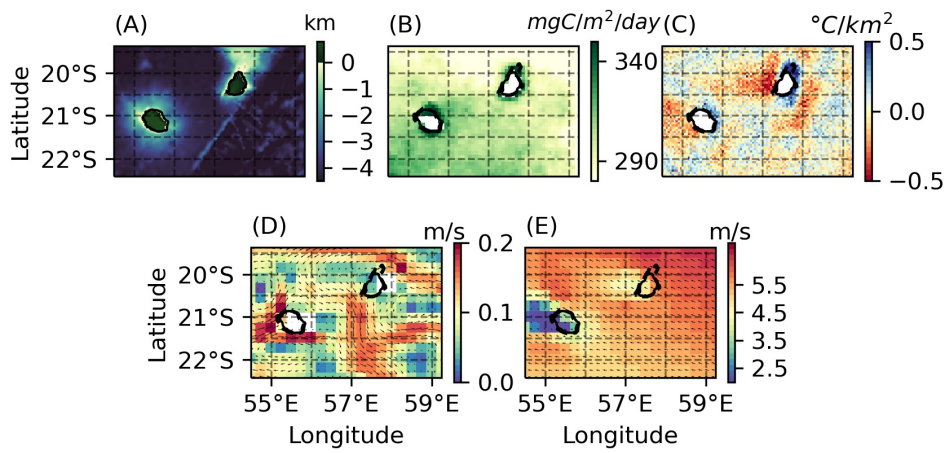 (A) km (B) mgC/m²/day (C) °C/km²
0.5
340
0
20°S
−1
Latitude 21°S 0.0
−2
−3
22°S 290
−4
−0.5
(D) m/s (E) m/s
0.2
20°S
5.5
Latitude 21°S 0.1 4.5
3.5
22°S 2.5
0.0
55°E 57°E 59°E 55°E 57°E 59°E
Longitude Longitude